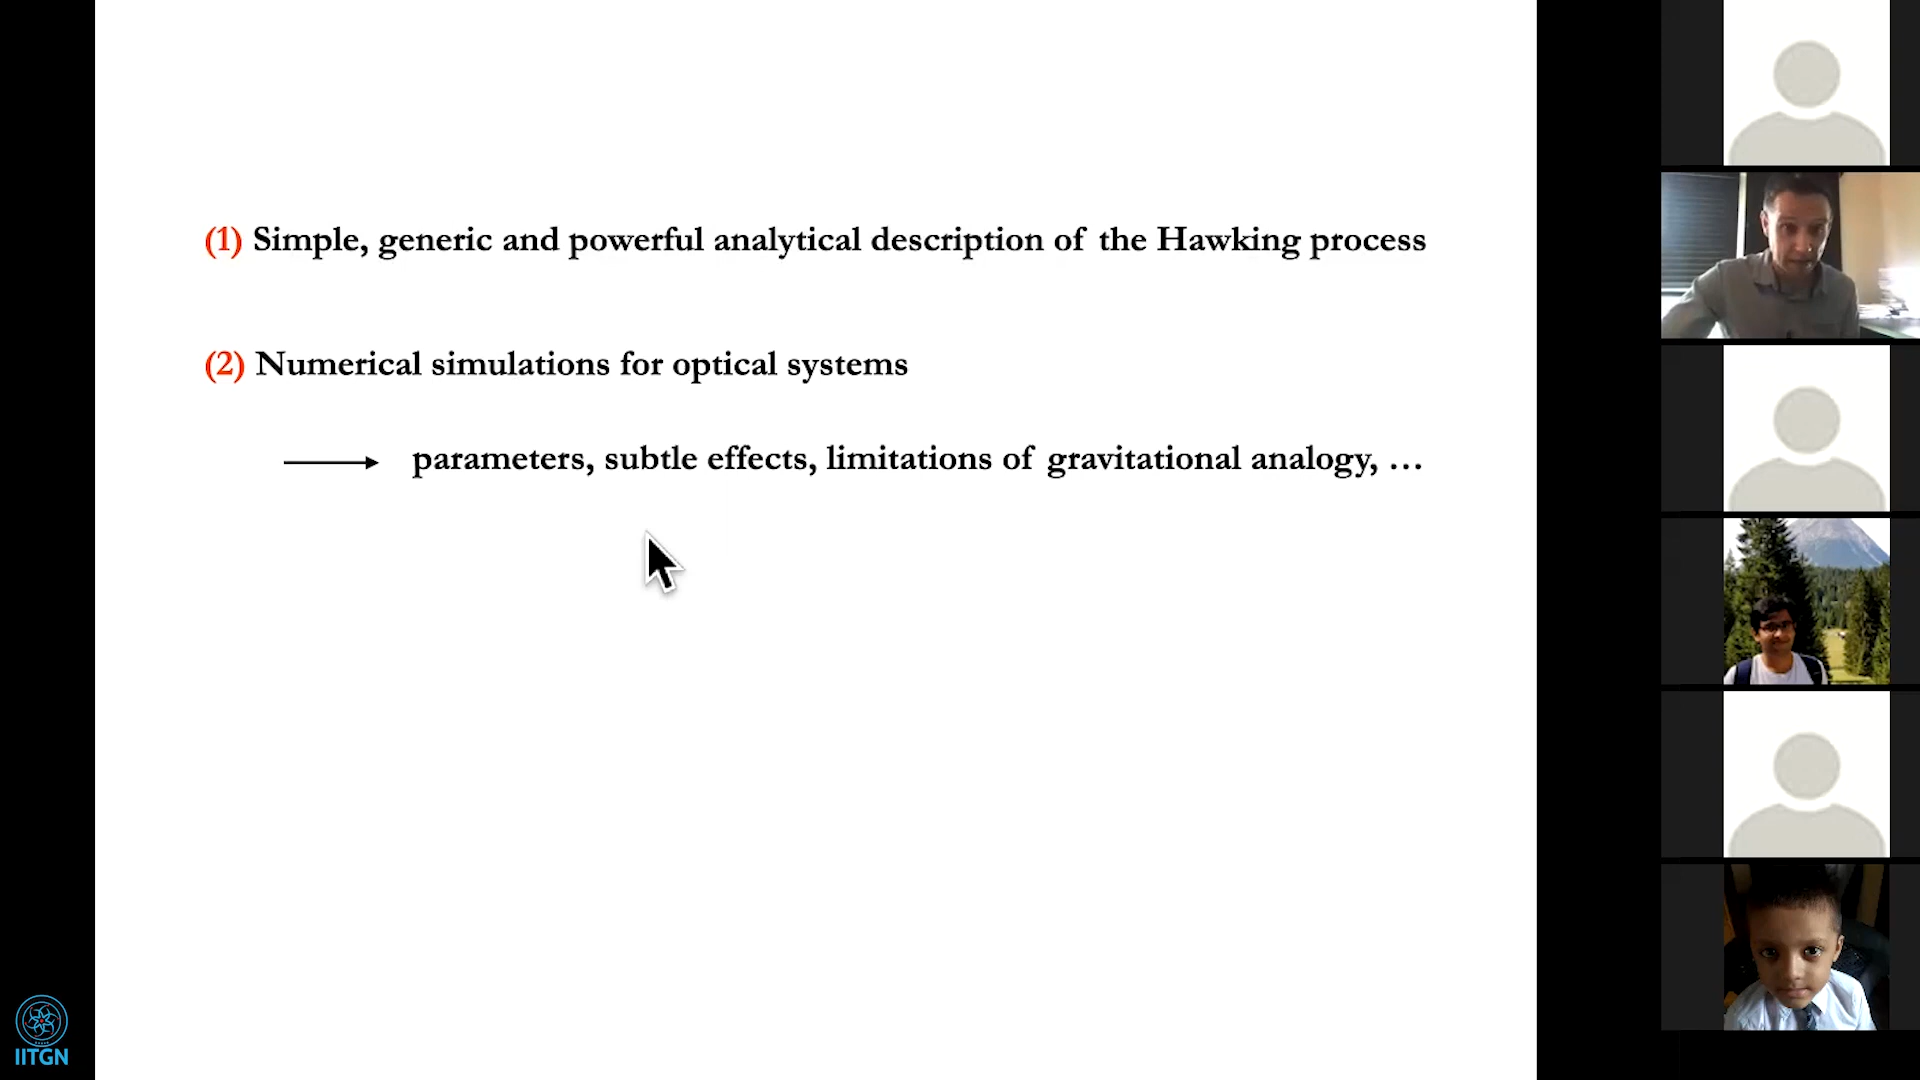 (1) Simple, generic and powerful analytical description of the Hawking process
(2) Numerical simulations for optical systems
parameters, subtle effects, limitations of gravitational analogy, ...
IITGN